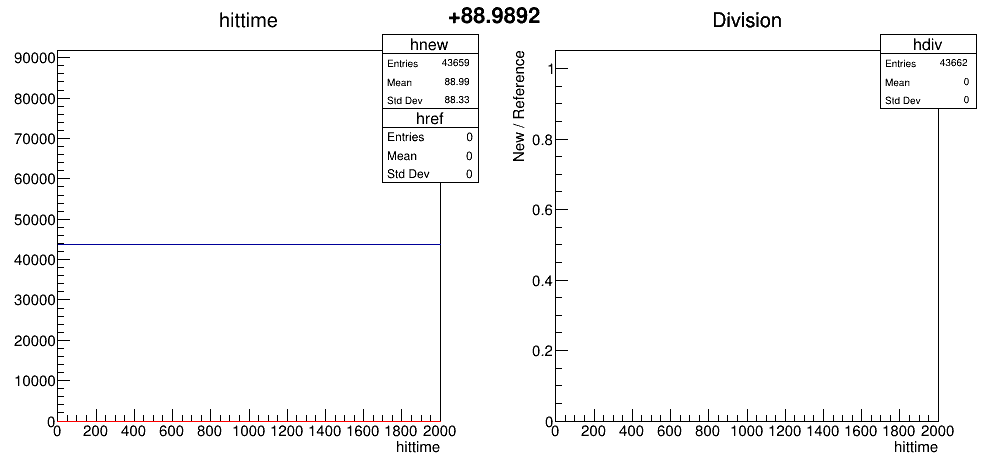 +88.9892
hittime
hnew
Entries 43659
Mean 88.99
Std Dev 88.33
href
Entries 0
Mean 0
Std Dev 0
90000
80000
70000
60000
50000
40000
30000
20000
10000
0
0 200 400 600 800 1000 1200 1400 1600 1800 2000
hittime
Division
hdiv
Entries 43662
Mean 0
Std Dev 0
New / Reference
1
0.8
0.6
0.4
0.2
0
0 200 400 600 800 1000 1200 1400 1600 1800 2000
hittime